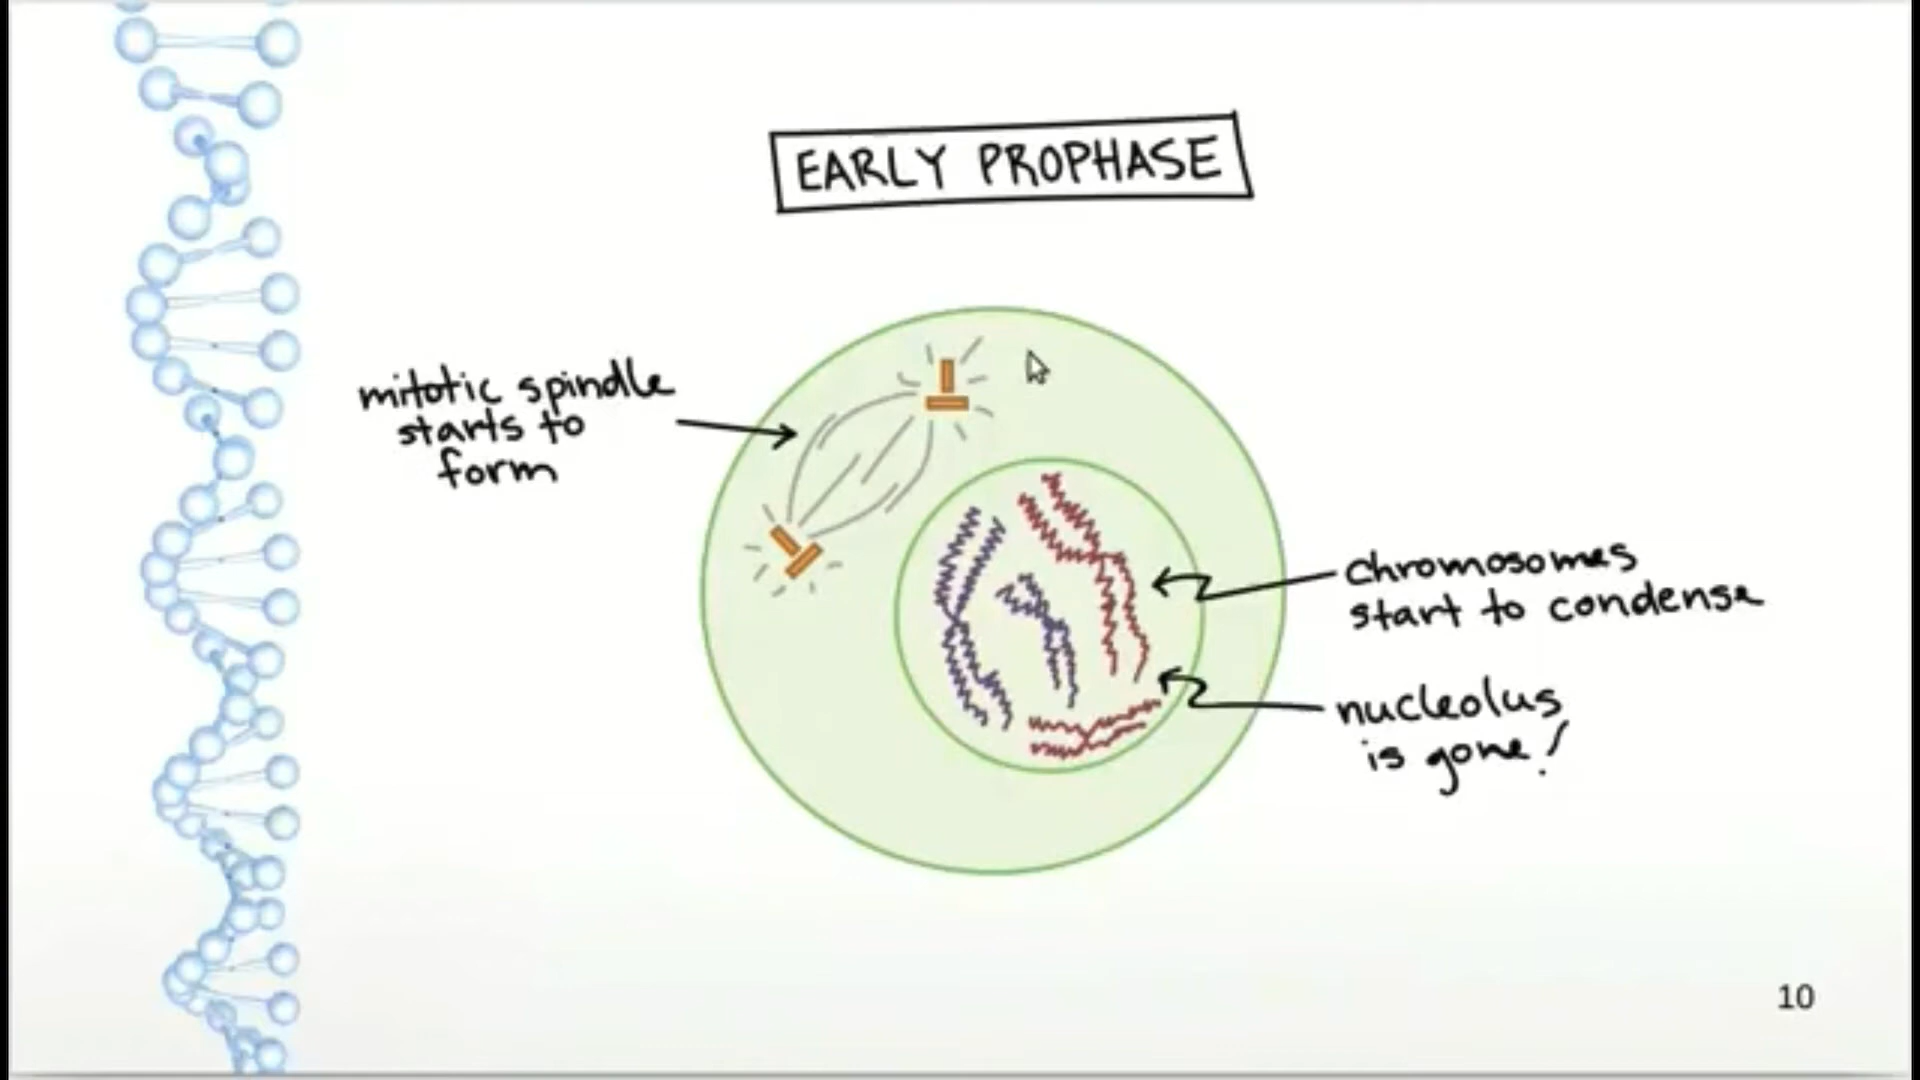 EARLY PROPHASE
mitotic spindle
starts to
form
chromosomes
start to condense
nucleolus
is gone!
10